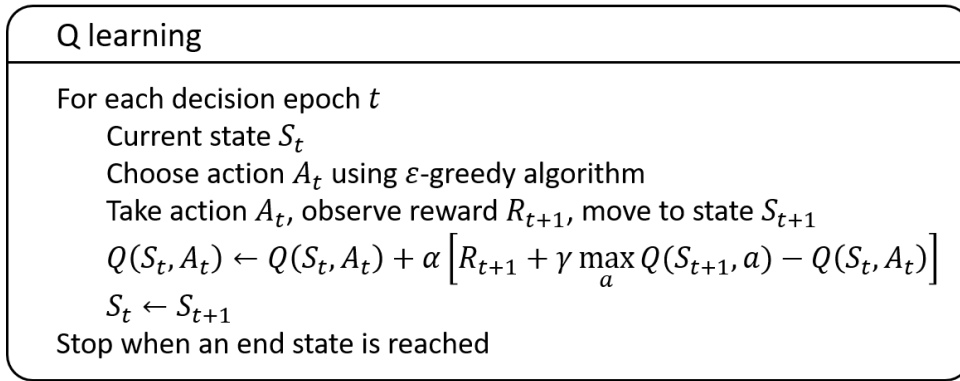 Q learning
For each decision epoch t
Current state S_t
Choose action A_t using ε-greedy algorithm
Take action A_t, observe reward R_{t+1}, move to state S_{t+1}
Q(S_t, A_t) ← Q(S_t, A_t) + α [R_{t+1} + γ max_a Q(S_{t+1}, a) − Q(S_t, A_t)]
S_t ← S_{t+1}
Stop when an end state is reached